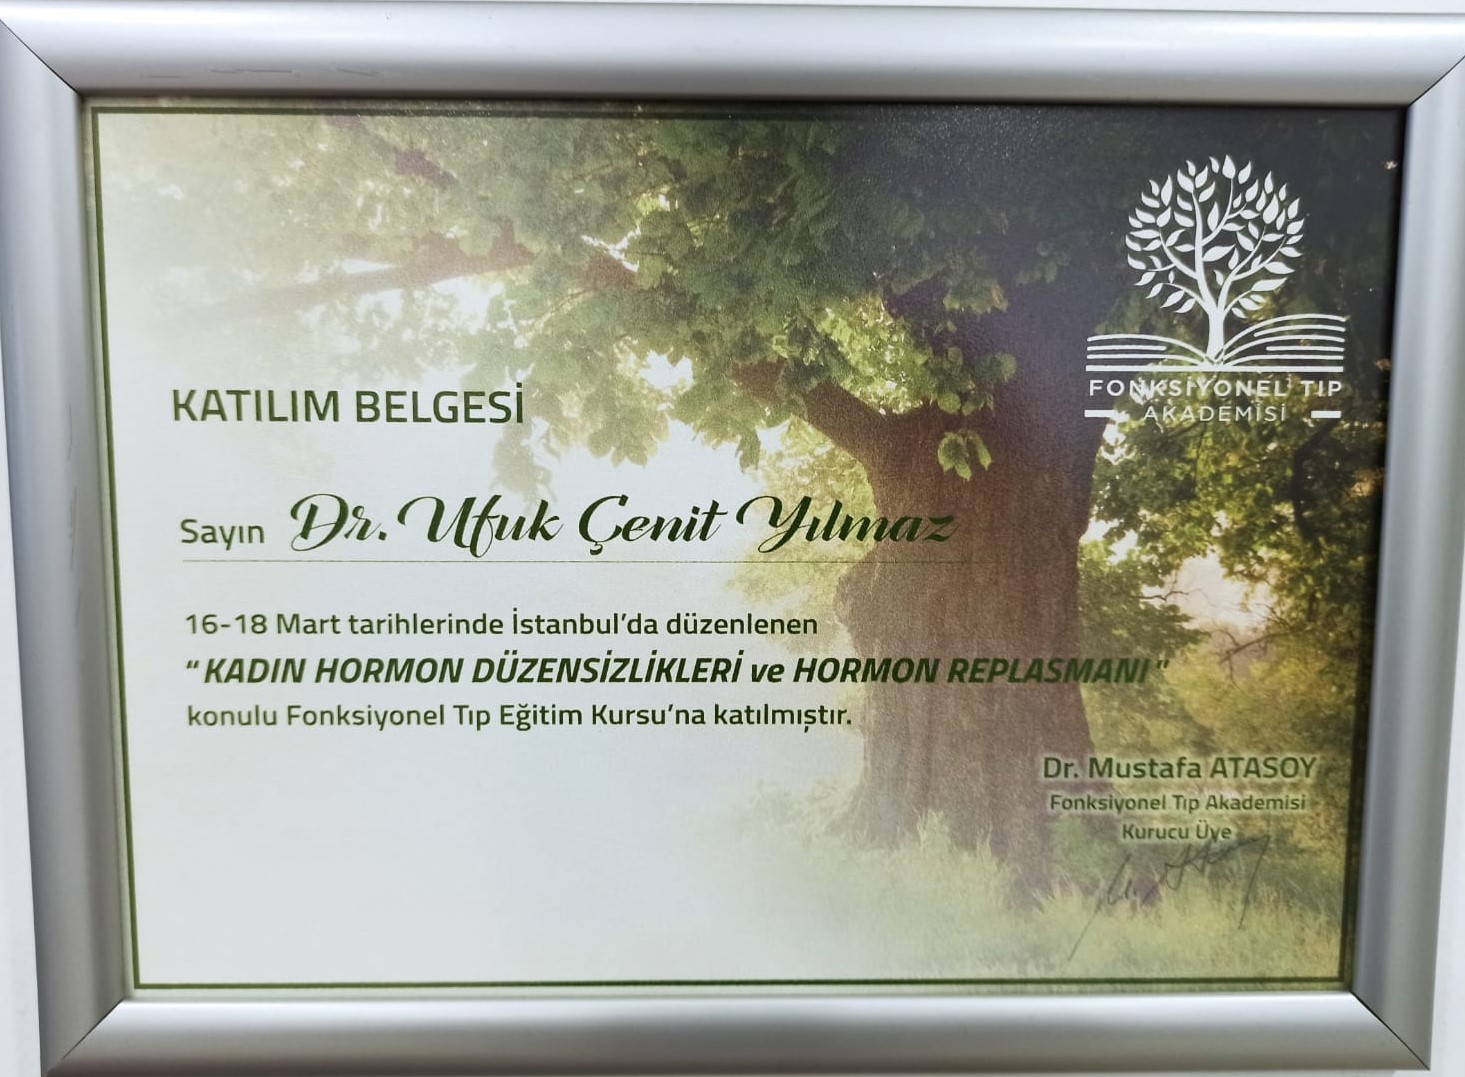 FONKSİYONEL TIP
AKADEMİSİ
KATILIM BELGESİ
Sayın Dr. Ufuk Çenit Yılmaz
16-18 Mart tarihlerinde İstanbul'da düzenlenen
“KADIN HORMON DÜZENSİZLİKLERİ ve HORMON REPLASMANI”
konulu Fonksiyonel Tıp Eğitim Kursu'na katılmıştır.
Dr. Mustafa ATASOY
Fonksiyonel Tıp Akademisi
Kurucu Üye